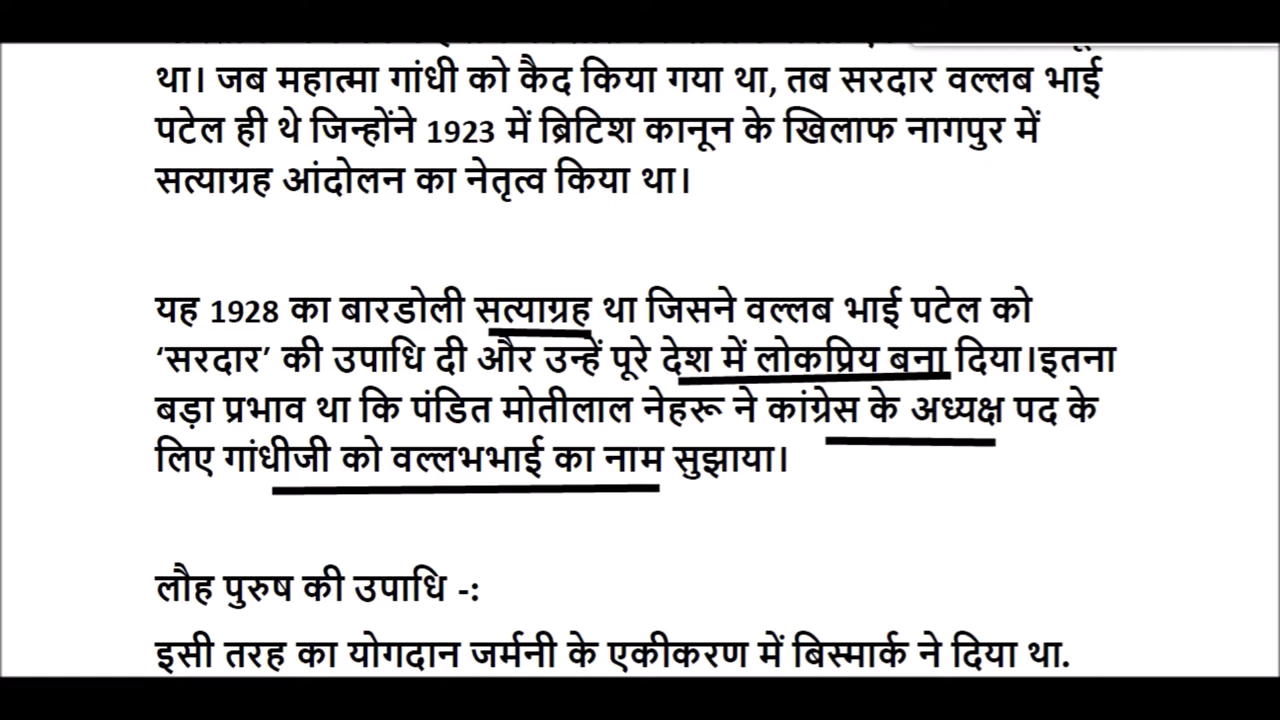 था। जब महात्मा गांधी को कैद किया गया था, तब सरदार वल्लब भाई
पटेल ही थे जिन्होंने 1923 में ब्रिटिश कानून के खिलाफ नागपुर में
सत्याग्रह आंदोलन का नेतृत्व किया था।
यह 1928 का बारडोली सत्याग्रह था जिसने वल्लब भाई पटेल को
‘सरदार’ की उपाधि दी और उन्हें पूरे देश में लोकप्रिय बना दिया।इतना
बड़ा प्रभाव था कि पंडित मोतीलाल नेहरू ने कांग्रेस के अध्यक्ष पद के
लिए गांधीजी को वल्लभभाई का नाम सुझाया।
लौह पुरुष की उपाधि -:
इसी तरह का योगदान जर्मनी के एकीकरण में बिस्मार्क ने दिया था.